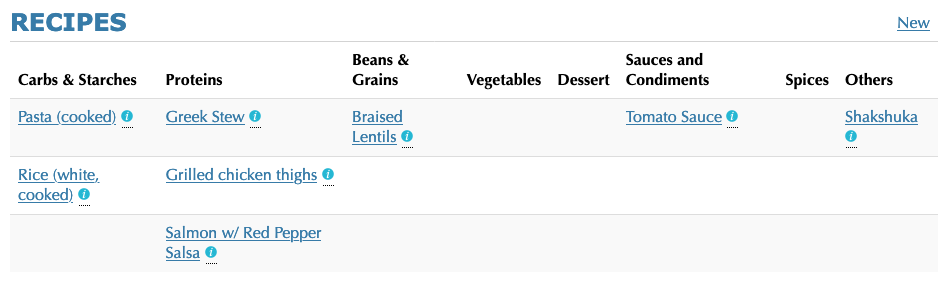 RECIPES
New
Carbs & Starches
Proteins
Beans &
Grains
Vegetables
Dessert
Sauces and
Condiments
Spices
Others
Pasta (cooked) i
Greek Stew i
Braised
Lentils i
Tomato Sauce i
Shakshuka
i
Rice (white,
cooked) i
Grilled chicken thighs i
Salmon w/ Red Pepper
Salsa i